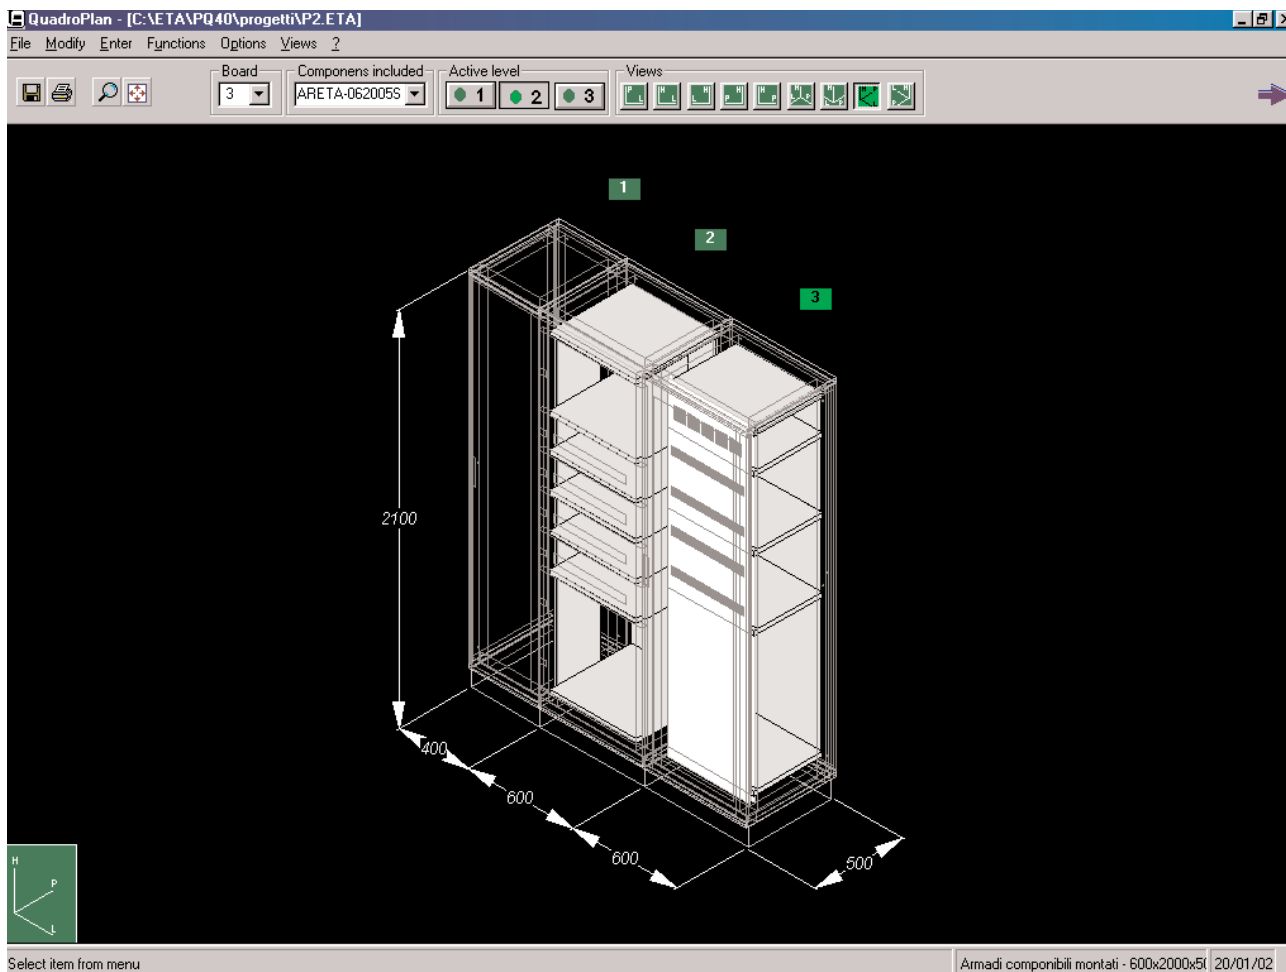 QuadroPlan - [C:\ETA\PQ40\progetti\P2.ETA]
File Modify Enter Functions Options Views ?
Board Componens included Active level Views
3 ARETA-062005S 1 2 3
1
2
3
2100
400
600
600
500
H
P
L
Select item from menu Armadi componibili montati - 600x2000x50 20/01/02